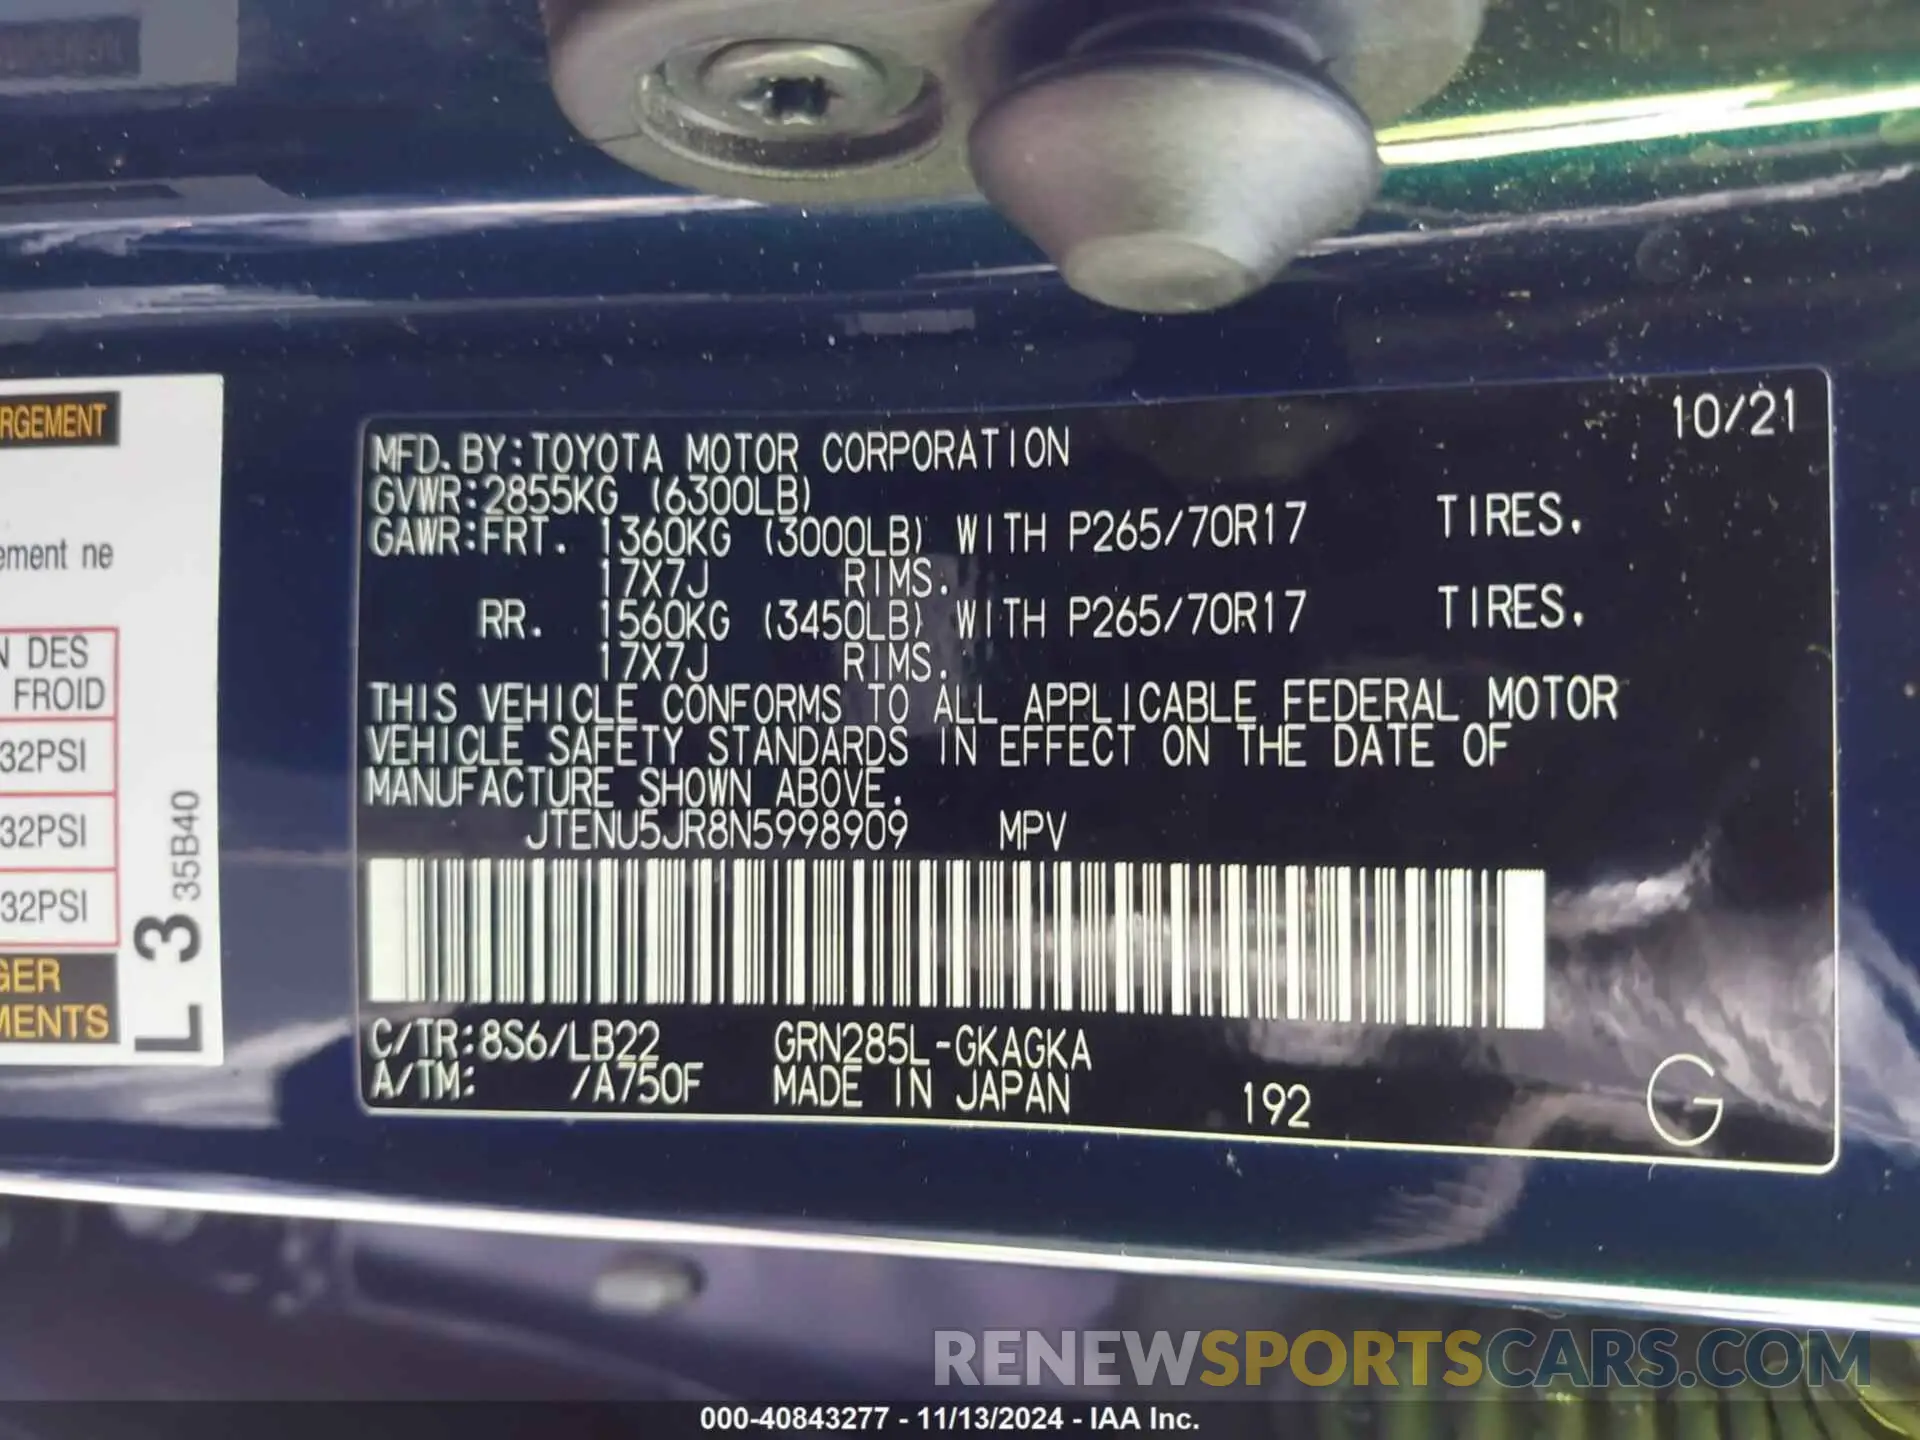 RGEMENT
ement ne
N DES
FROID
32PSI
32PSI
32PSI
GER
MENTS
L 3 35B40
10/21
MFD. BY:TOYOTA MOTOR CORPORATION
GVWR:2855KG (6300LB)
GAWR:FRT. 1360KG (3000LB) WITH P265/70R17 TIRES.
17X7J RIMS.
RR. 1560KG (3450LB) WITH P265/70R17 TIRES.
17X7J RIMS.
THIS VEHICLE CONFORMS TO ALL APPLICABLE FEDERAL MOTOR
VEHICLE SAFETY STANDARDS IN EFFECT ON THE DATE OF
MANUFACTURE SHOWN ABOVE.
JTENU5JR8N5998909 MPV
C/TR:8S6/LB22 GRN285L-GKAGKA
A/TM: /A750F MADE IN JAPAN 192 G
RENEWSPORTSCARS.COM
000-40843277 - 11/13/2024 - IAA Inc.